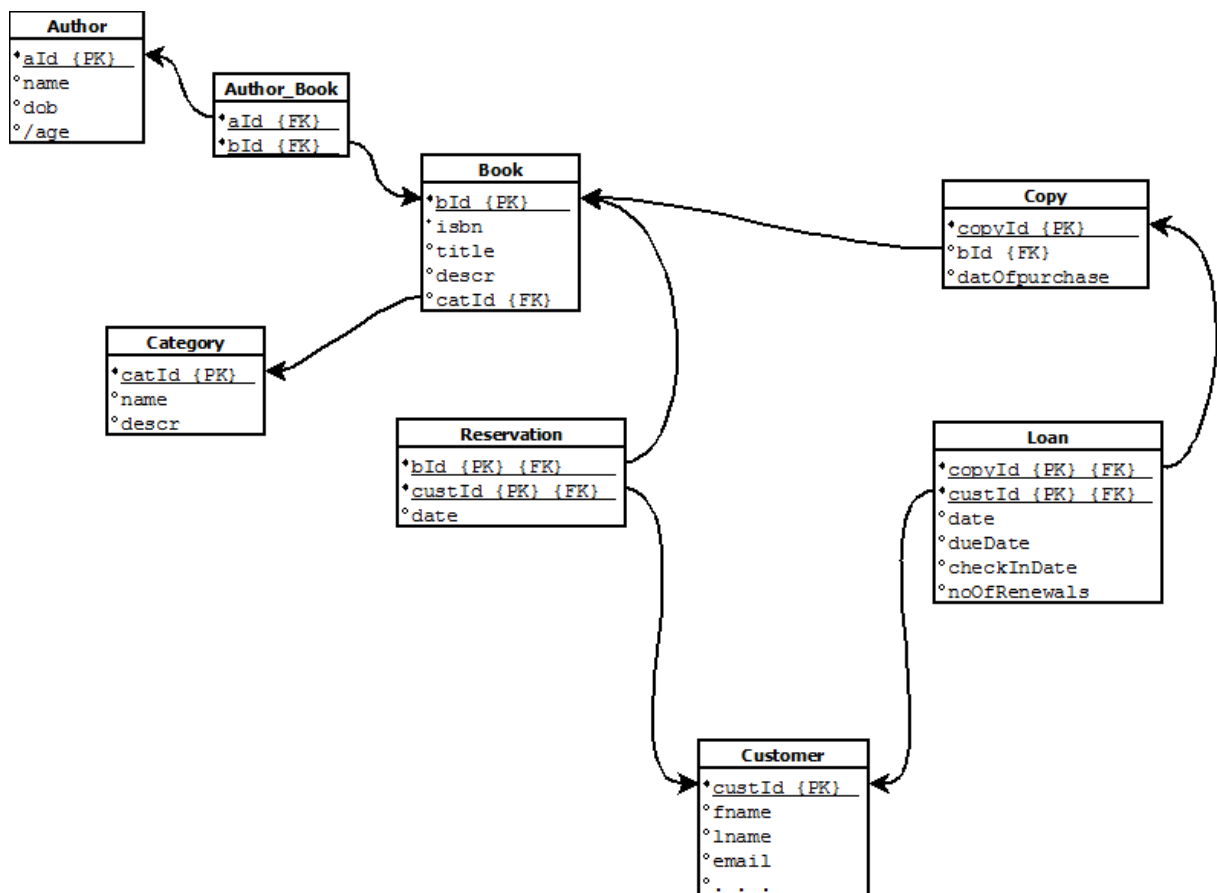 Author
aId {PK}
name
dob
/age
Author_Book
aId {FK}
bId {FK}
Book
bId {PK}
isbn
title
descr
catId {FK}
Copy
copyId {PK}
bId {FK}
datOfpurchase
Category
catId {PK}
name
descr
Reservation
bId {PK} {FK}
custId {PK} {FK}
date
Loan
copyId {PK} {FK}
custId {PK} {FK}
date
dueDate
checkInDate
noOfRenewals
Customer
custId {PK}
fname
lname
email
. . .